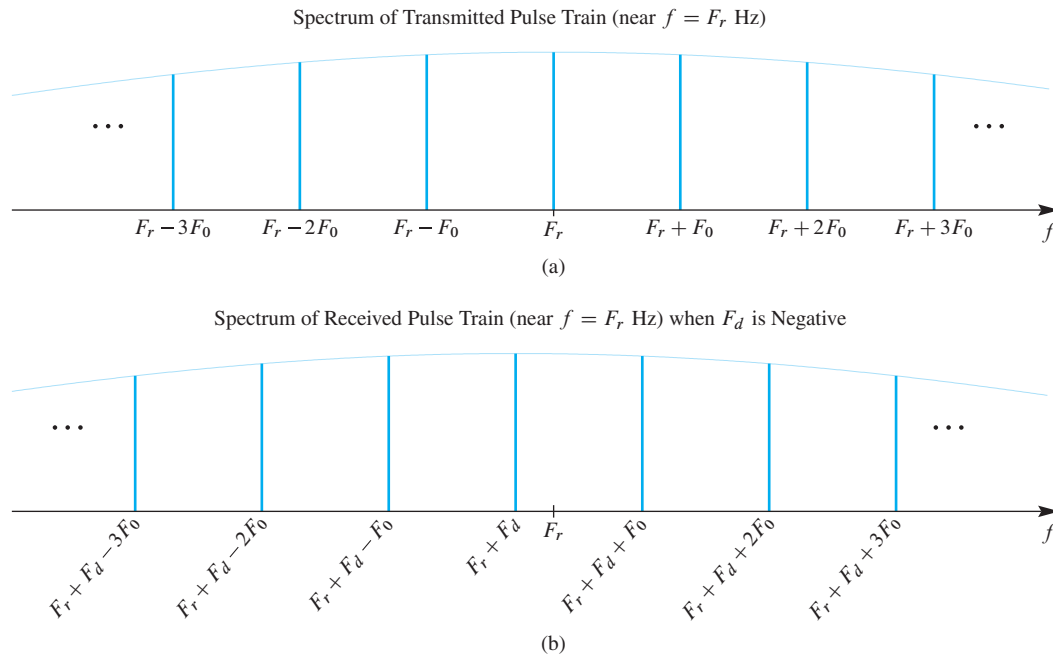 Spectrum of Transmitted Pulse Train (near f = F_r Hz)
• • •
• • •
F_r − 3F_0
F_r − 2F_0
F_r − F_0
F_r
F_r + F_0
F_r + 2F_0
F_r + 3F_0
f
(a)
Spectrum of Received Pulse Train (near f = F_r Hz) when F_d is Negative
• • •
• • •
F_r + F_d − 3F_0
F_r + F_d − 2F_0
F_r + F_d − F_0
F_r + F_d
F_r
F_r + F_d + F_0
F_r + F_d + 2F_0
F_r + F_d + 3F_0
f
(b)